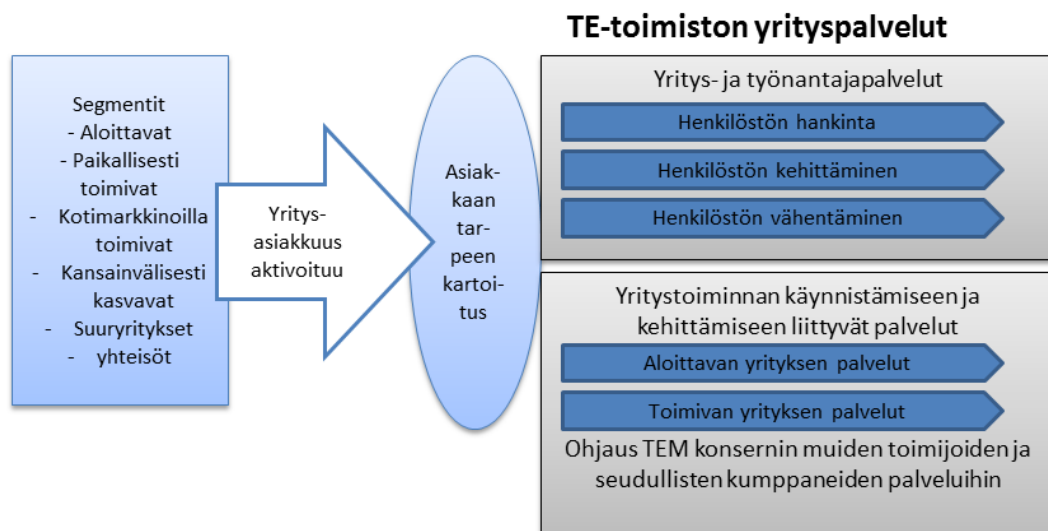 TE-toimiston yrityspalvelut
Segmentit
- Aloittavat
- Paikallisesti
toimivat
- Kotimarkkinoilla
toimivat
- Kansainvälisesti
kasvavat
- Suuryritykset
- yhteisöt
Yritys-
asiakkuus
aktivoituu
Asiak-
kaan
tar-
peen
kartoi-
tus
Yritys- ja työnantajapalvelut
Henkilöstön hankinta
Henkilöstön kehittäminen
Henkilöstön vähentäminen
Yritystoiminnan käynnistämiseen ja
kehittämiseen liittyvät palvelut
Aloittavan yrityksen palvelut
Toimivan yrityksen palvelut
Ohjaus TEM konsernin muiden toimijoiden ja
seudullisten kumppaneiden palveluihin